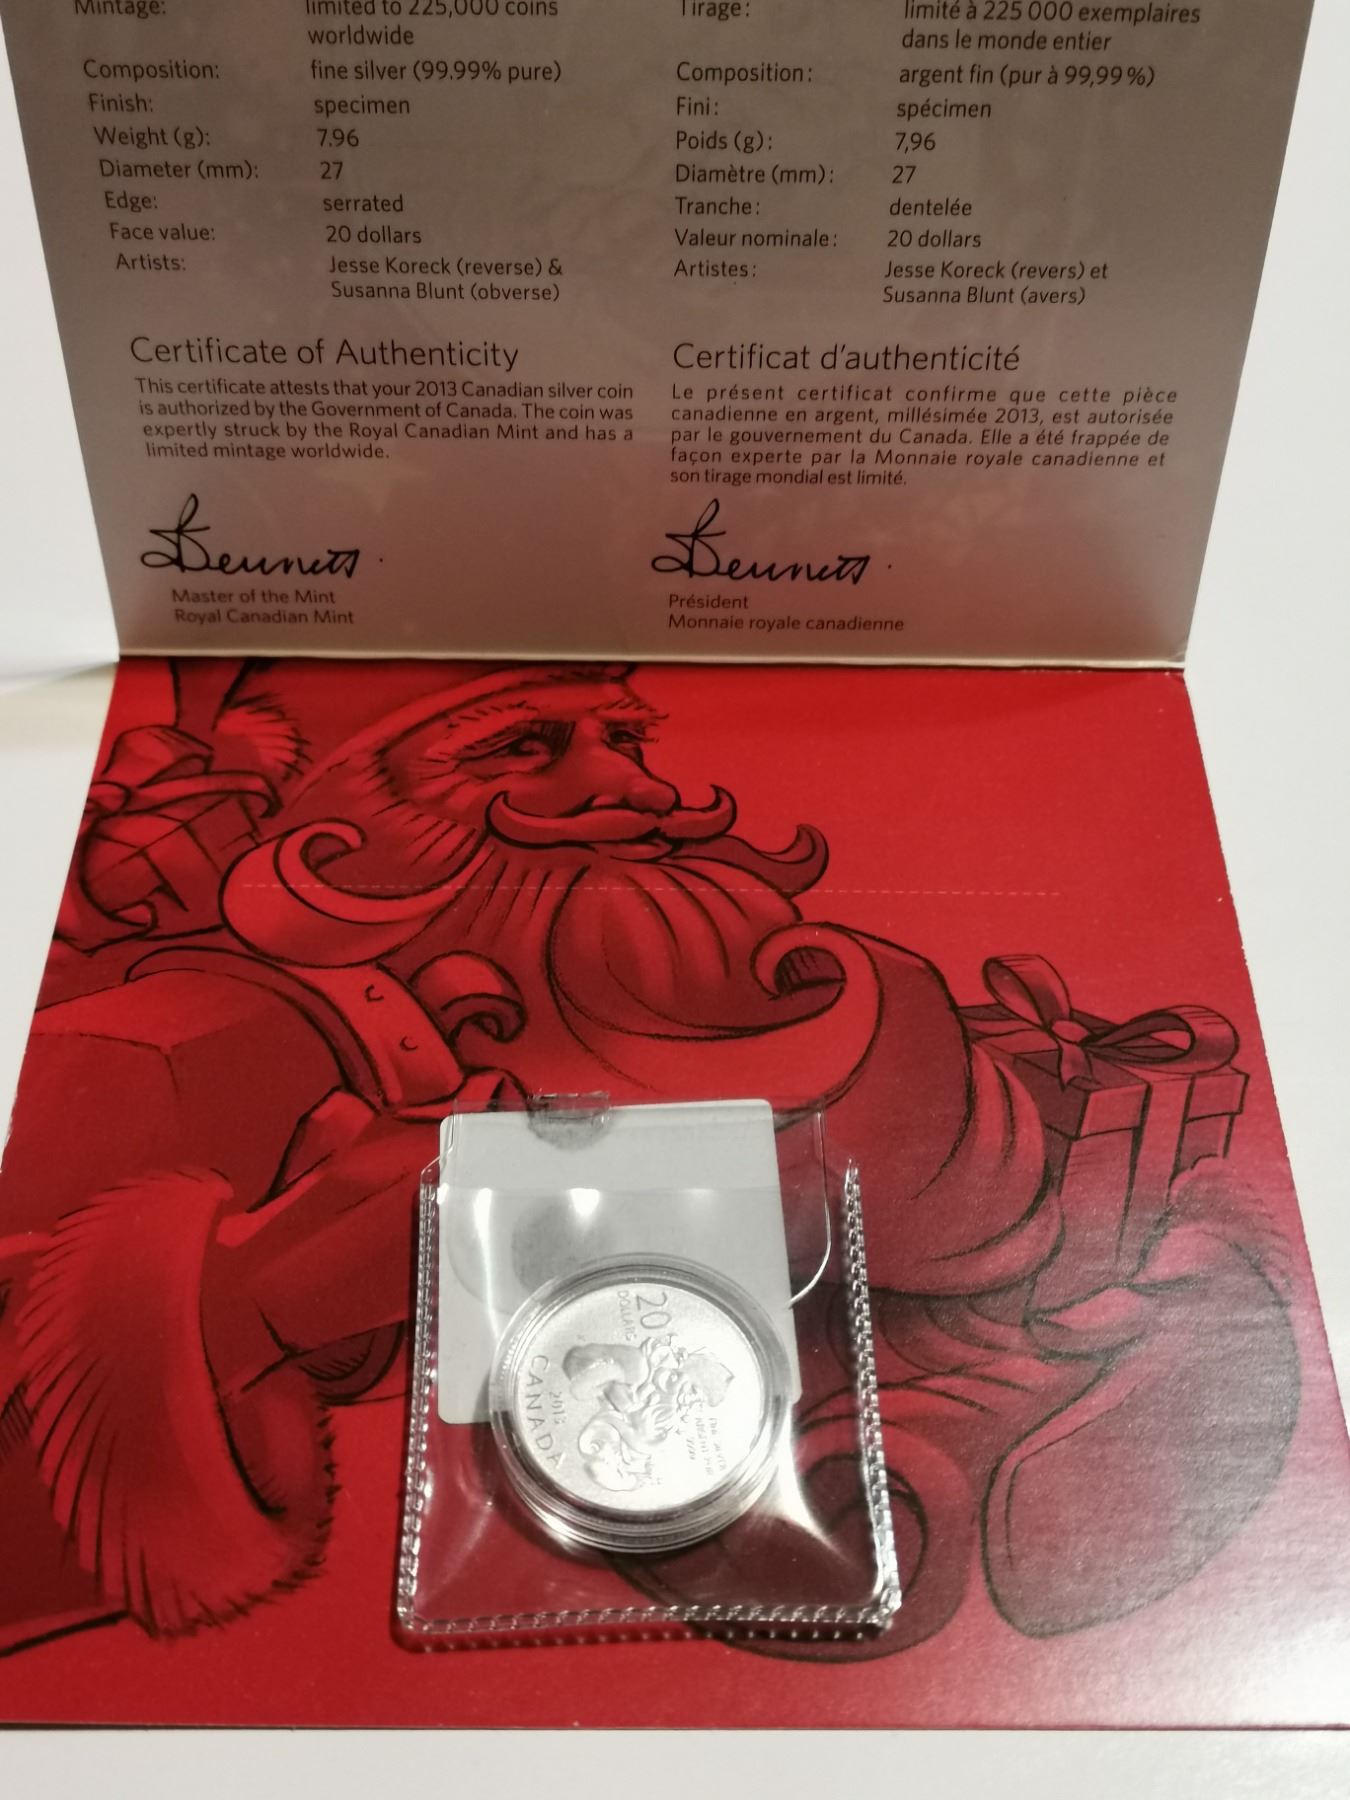 Mintage: limited to 225,000 coins
worldwide
Composition: fine silver (99.99% pure)
Finish: specimen
Weight (g): 7.96
Diameter (mm): 27
Edge: serrated
Face value: 20 dollars
Artists: Jesse Koreck (reverse) &
Susanna Blunt (obverse)
Certificate of Authenticity
This certificate attests that your 2013 Canadian silver coin
is authorized by the Government of Canada. The coin was
expertly struck by the Royal Canadian Mint and has a
limited mintage worldwide.
Bennett
Master of the Mint
Royal Canadian Mint
Tirage : limité à 225 000 exemplaires
dans le monde entier
Composition : argent fin (pur à 99,99 %)
Fini : spécimen
Poids (g) : 7,96
Diamètre (mm) : 27
Tranche : dentelée
Valeur nominale : 20 dollars
Artistes : Jesse Koreck (revers) et
Susanna Blunt (avers)
Certificat d'authenticité
Le présent certificat confirme que cette pièce
canadienne en argent, millésimée 2013, est autorisée
par le gouvernement du Canada. Elle a été frappée de
façon experte par la Monnaie royale canadienne et
son tirage mondial est limité.
Bennett
Président
Monnaie royale canadienne
20
DOLLARS
CANADA
2013
FINE SILVER
ARGENT PUR
9999